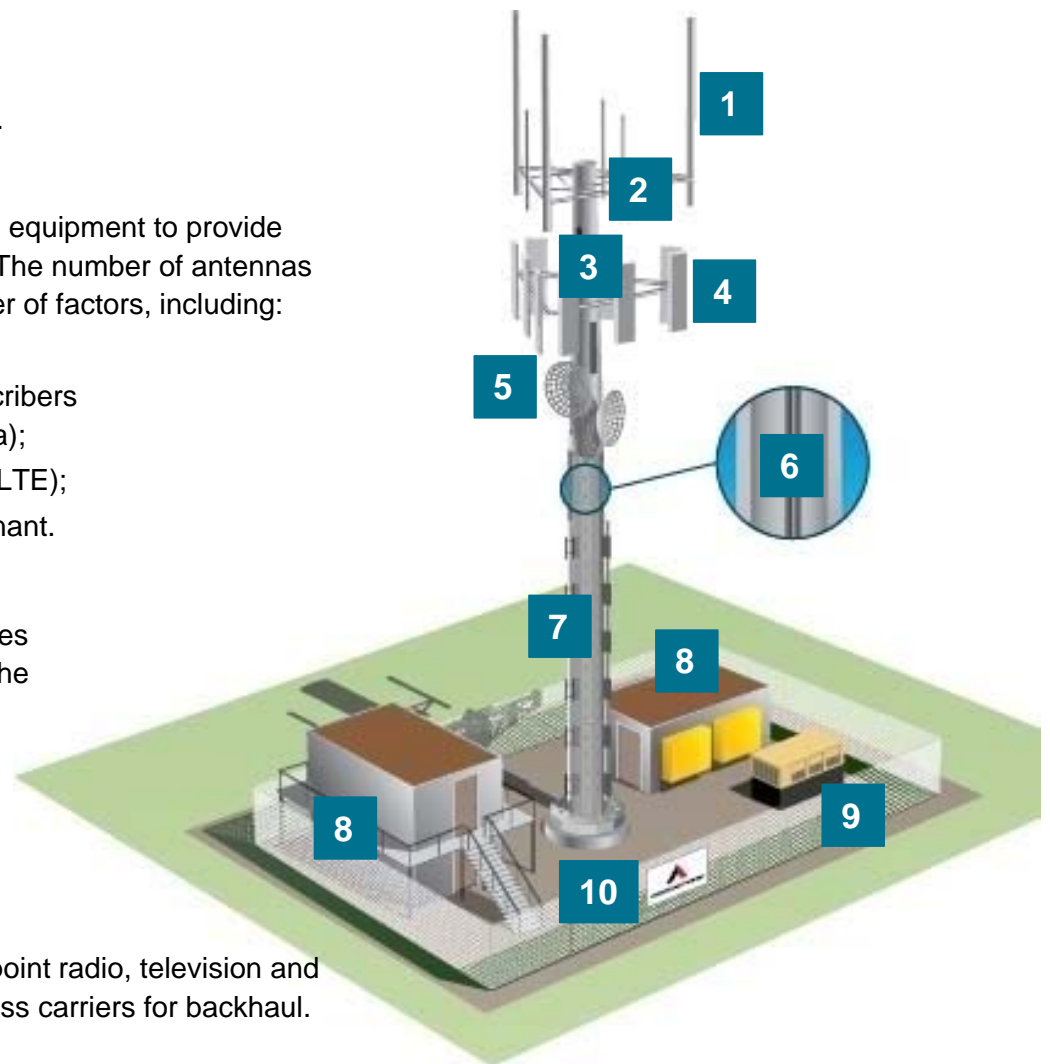 .
equipment to provide
The number of antennas
er of factors, including:
cribers
a);
LTE);
nant.
es
he
point radio, television and
ss carriers for backhaul.
1
2
3
4
5
6
7
8
8
9
10